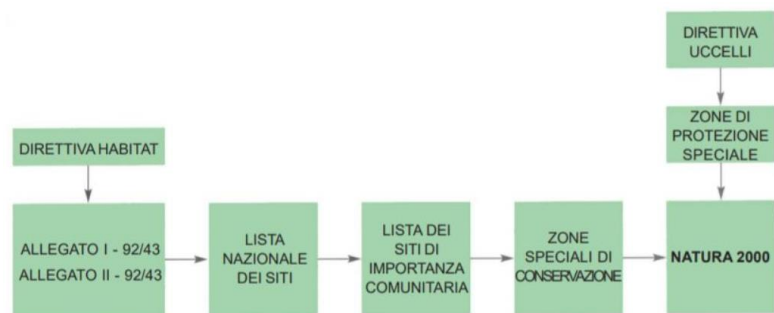 DIRETTIVA
UCCELLI
ZONE DI
PROTEZIONE
SPECIALE
DIRETTIVA HABITAT
ALLEGATO I - 92/43
ALLEGATO II - 92/43
LISTA
NAZIONALE
DEI SITI
LISTA DEI
SITI DI
IMPORTANZA
COMUNITARIA
ZONE
SPECIALI DI
CONSERVAZIONE
NATURA 2000